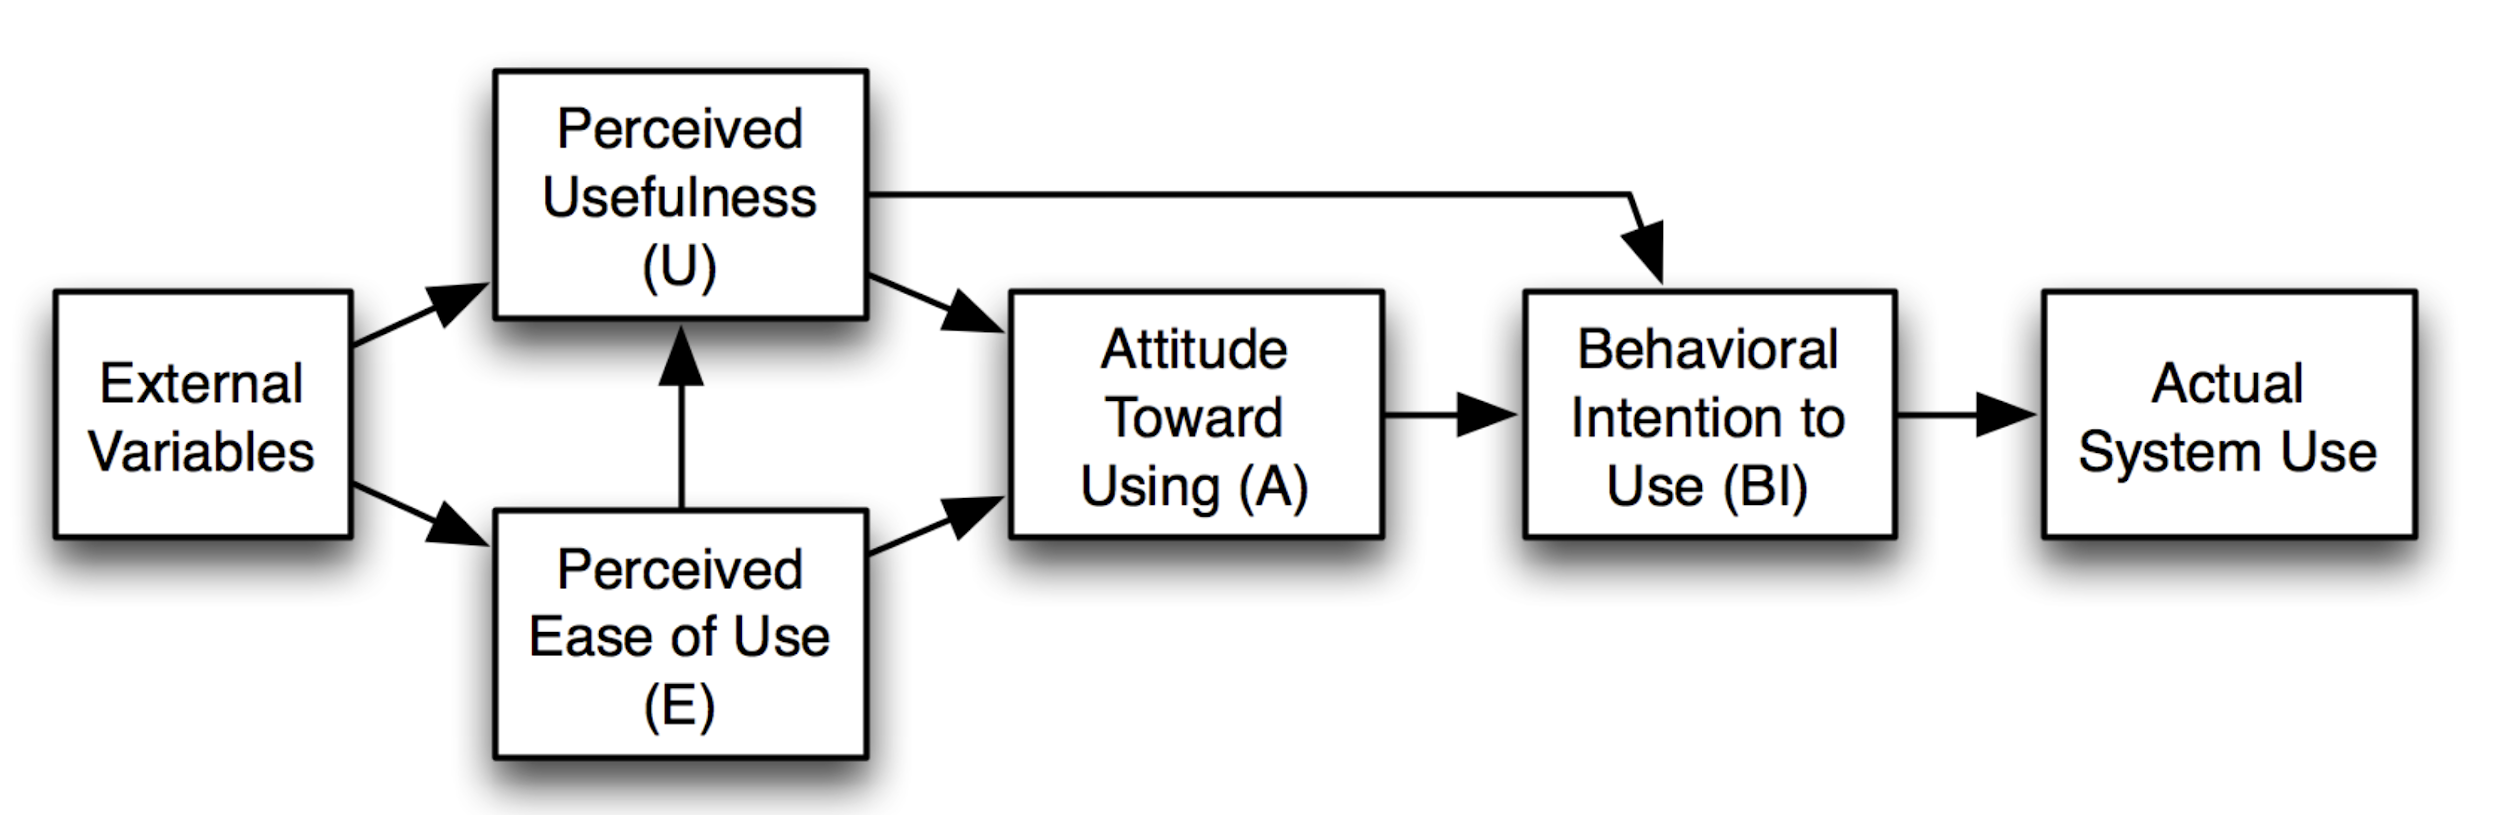 External
Variables
Perceived
Usefulness
(U)
Perceived
Ease of Use
(E)
Attitude
Toward
Using (A)
Behavioral
Intention to
Use (BI)
Actual
System Use